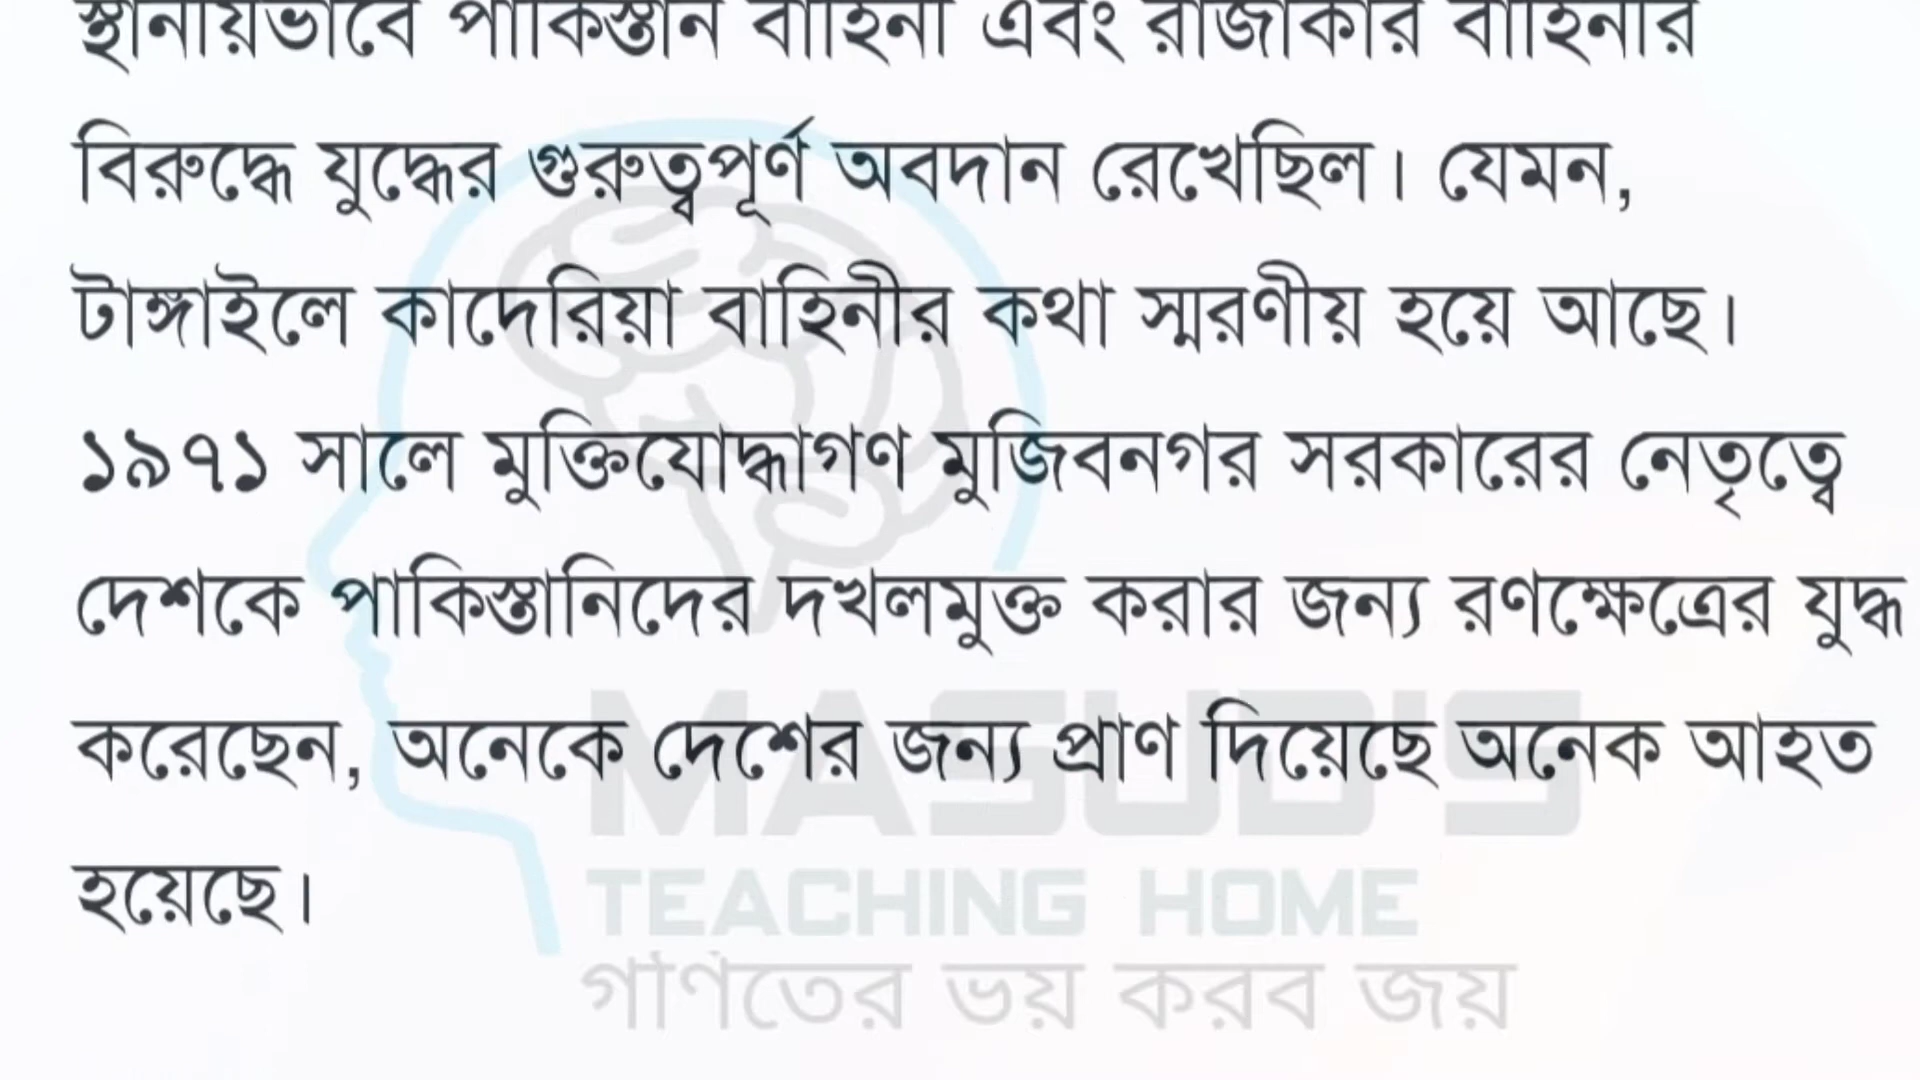 স্থানীয়ভাবে পাকিস্তান বাহিনী এবং রাজাকার বাহিনীর
বিরুদ্ধে যুদ্ধের গুরুত্বপূর্ণ অবদান রেখেছিল। যেমন,
টাঙ্গাইলে কাদেরিয়া বাহিনীর কথা স্মরণীয় হয়ে আছে।
১৯৭১ সালে মুক্তিযোদ্ধাগণ মুজিবনগর সরকারের নেতৃত্বে
দেশকে পাকিস্তানিদের দখলমুক্ত করার জন্য রণক্ষেত্রের যুদ্ধ
করেছেন, অনেকে দেশের জন্য প্রাণ দিয়েছে অনেক আহত
হয়েছে।
MASUD'S
TEACHING HOME
গণিতের ভয় করব জয়